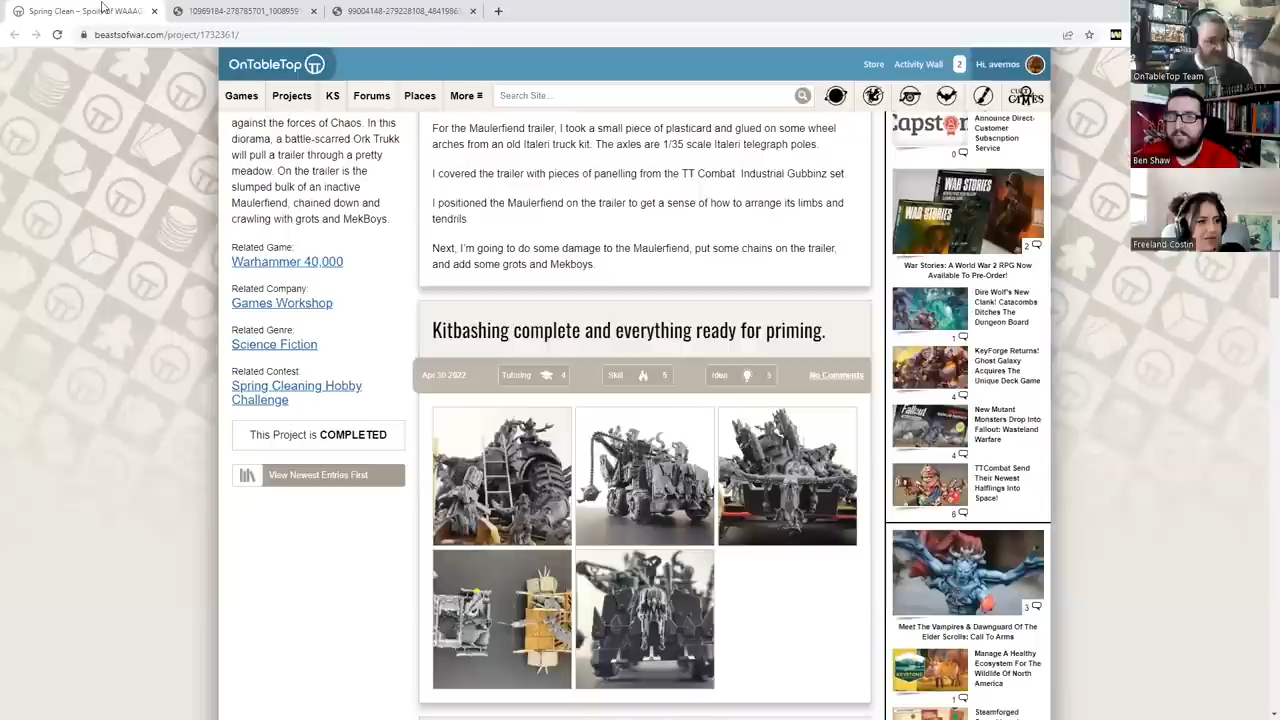 Spring Clean – Spoils of WAAAG
10969184-278785701_1008959
99004148-279228108_4841986
beastsofwar.com/project/1732361/
OnTableTop
Store
Activity Wall
2
Hi, avernos
Games
Projects
KS
Forums
Places
More
Search Site...
GAMES
against the forces of Chaos. In this
diorama a battle-scarred Ork Trukk
will pull a trailer through a pretty
meadow. On the trailer is the
slumped bulk of an inactive
Maulerfiend, chained down and
crawling with grots and MekBoys.
Related Game:
Warhammer 40,000
Related Company:
Games Workshop
Related Genre:
Science Fiction
Related Contest:
Spring Cleaning Hobby
Challenge
This Project is COMPLETED
View Newest Entries First
For the Maulerfiend trailer, I took a small piece of plasticard and glued on some wheel
arches from an old Italeri truck kit. The axles are 1/35 scale Italeri telegraph poles.
I covered the trailer with pieces of panelling from the TT Combat Industrial Gubbinz set
I positioned the Maulerfiend on the trailer to get a sense of how to arrange its limbs and
tendrils
Next, I'm going to do some damage to the Maulerfiend, put some chains on the trailer,
and add some grots and Mekboys.
Kitbashing complete and everything ready for priming.
Apr 30 2022
Tutoring 4
Skill 5
Idea 5
No Comments
Capston
Announce Direct-
Customer
Subscription
Service
0
WAR STORIES
WAR STORIES
2
War Stories: A World War 2 RPG Now
Available To Pre-Order!
Dire Wolf's New
Clank! Catacombs
Ditches The
Dungeon Board
1
KeyForge Returns!
Ghost Galaxy
Acquires The
Unique Deck Game
4
Fallout
New Mutant
Monsters Drop Into
Fallout: Wasteland
Warfare
4
TTCombat Send
Their Newest
Halflings Into
Space!
6
3
Meet The Vampires & Dawnguard Of The
Elder Scrolls: Call To Arms
KEYSTONE
Manage A Healthy
Ecosystem For The
Wildlife Of North
America
1
Steamforged
OnTableTop Team
Ben Shaw
Freeland Costin